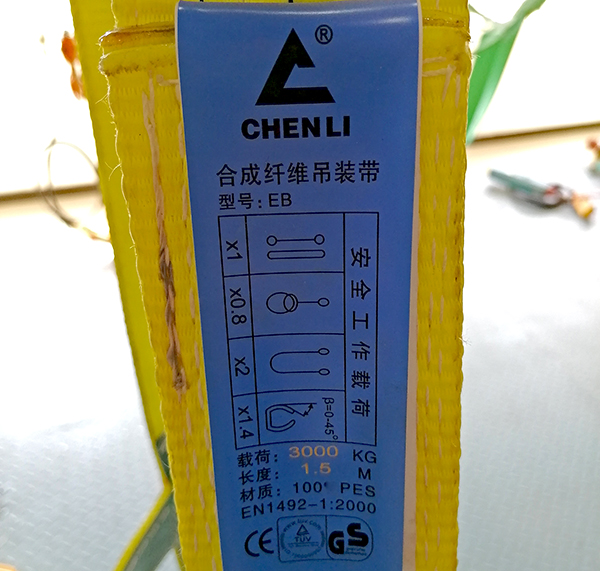 ®
CHENLI
合成纤维吊装带
型号: EB
安全工作载荷
x1
x0.8
x2
x1.4
β=0-45°
载荷: 3000 KG
长度: 1.5 M
材质: 100% PES
EN1492-1:2000
CE
TÜV
GS